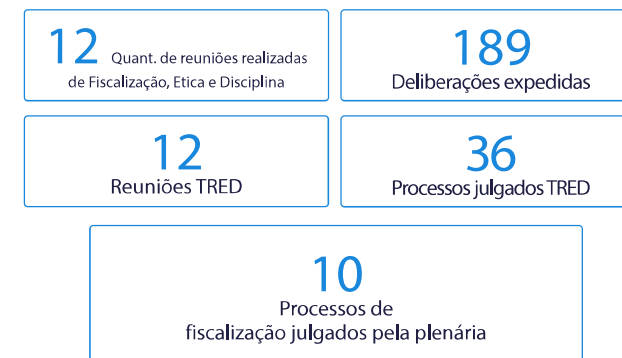 12 Quant. de reuniões realizadas
de Fiscalização, Etica e Disciplina
189
Deliberações expedidas
12
Reuniões TRED
36
Processos julgados TRED
10
Processos de
fiscalização julgados pela plenária